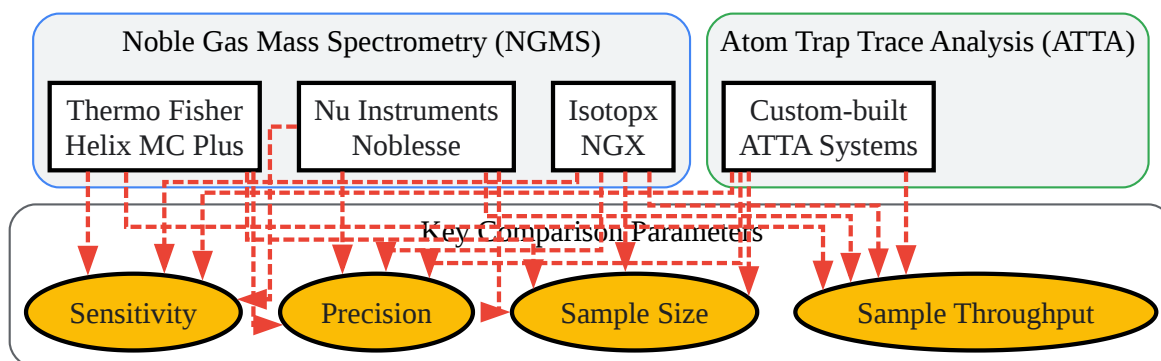 Noble Gas Mass Spectrometry (NGMS)
Atom Trap Trace Analysis (ATTA)
Thermo Fisher
Helix MC Plus
Nu Instruments
Noblesse
Isotopx
NGX
Custom-built
ATTA Systems
Key Comparison Parameters
Sensitivity
Precision
Sample Size
Sample Throughput